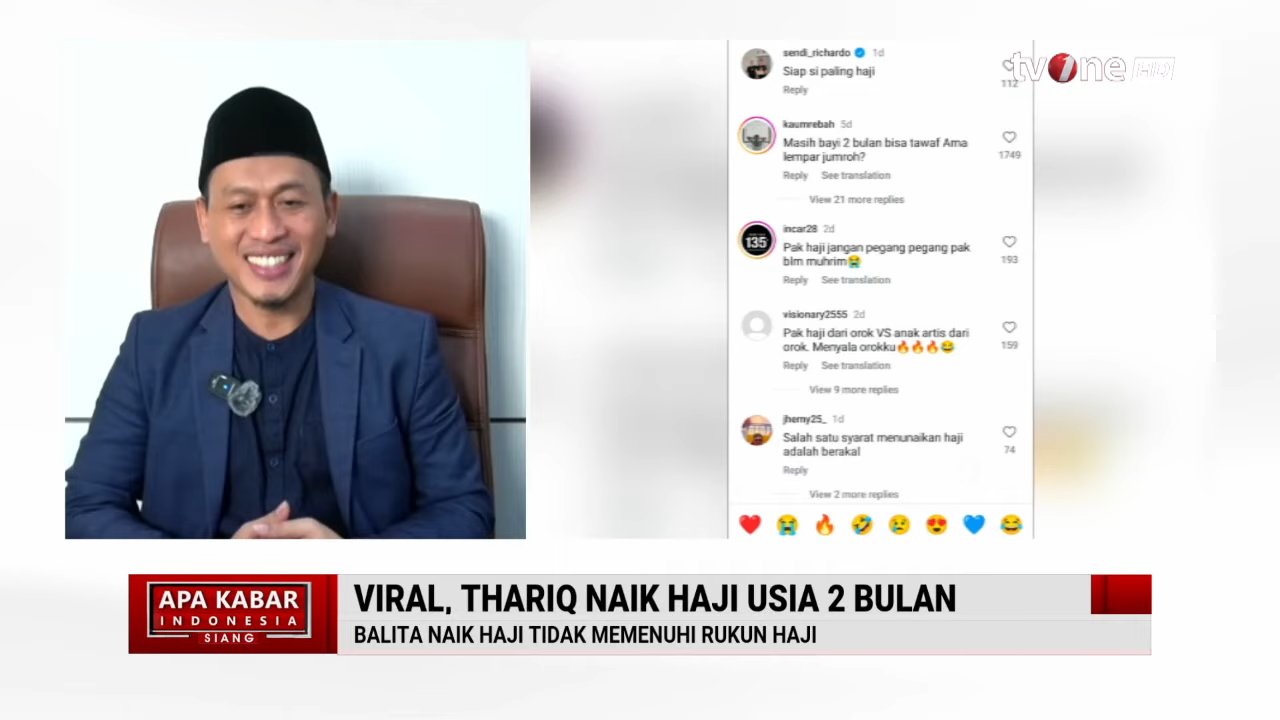 sendi_richardo 1d
Siap si paling haji
Reply
112
tvOne HD
kaumrebah 5d
Masih bayi 2 bulan bisa tawaf Ama
lempar jumroh?
Reply See translation
1749
View 21 more replies
135
incar28 2d
Pak haji jangan pegang pegang pak
blm muhrim😭
Reply See translation
193
visionary2555 2d
Pak haji dari orok VS anak artis dari
orok. Menyala orokku🔥🔥🔥😂
Reply See translation
159
View 9 more replies
jhemy25_ 1d
Salah satu syarat menunaikan haji
adalah berakal
Reply
74
View 2 more replies
APA KABAR
INDONESIA
SIANG
VIRAL, THARIQ NAIK HAJI USIA 2 BULAN
BALITA NAIK HAJI TIDAK MEMENUHI RUKUN HAJI